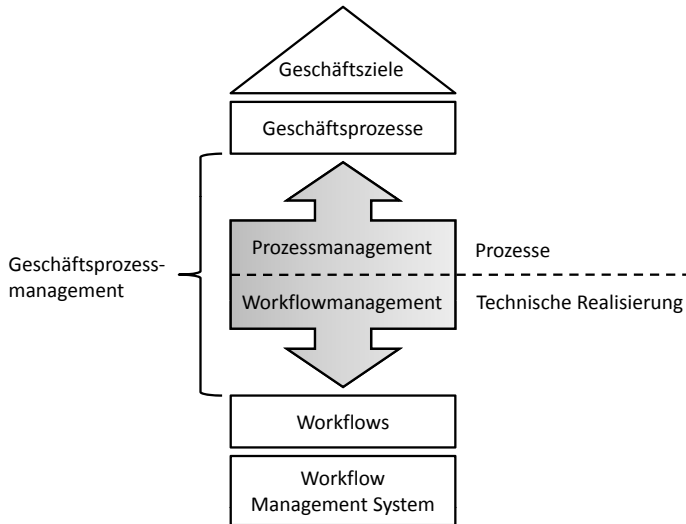 Geschäftsziele
Geschäftsprozesse
Geschäftsprozess-
management
Prozessmanagement
Prozesse
Workflowmanagement
Technische Realisierung
Workflows
Workflow
Management System